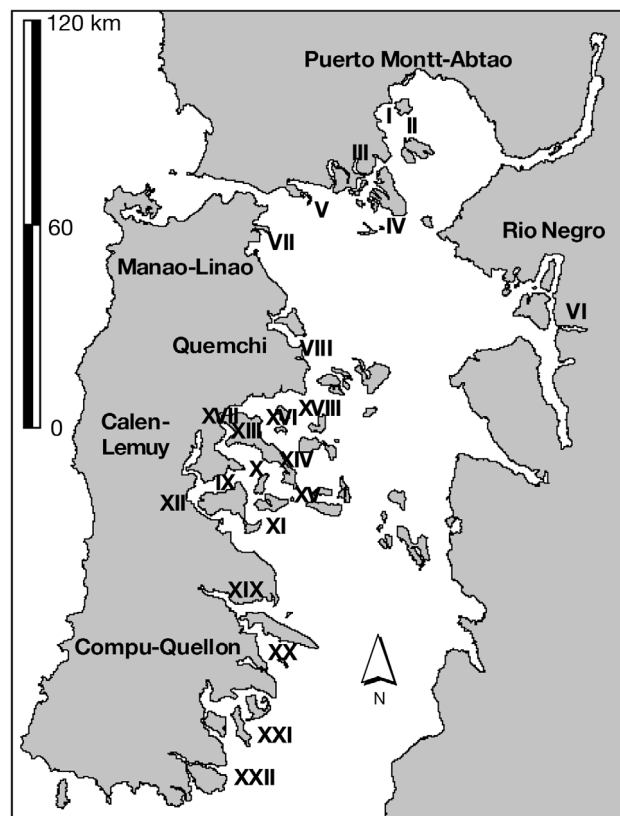 120 km
Puerto Montt-Abtao
I
II
III
V
IV
60
Rio Negro
VII
Manao-Linao
VI
Quemchi
VIII
0
Calen-
Lemuy
XVII
XVI
XVIII
XIII
XIV
X
IX
XV
XII
XI
XIX
Compu-Quellon
XX
N
XXI
XXII